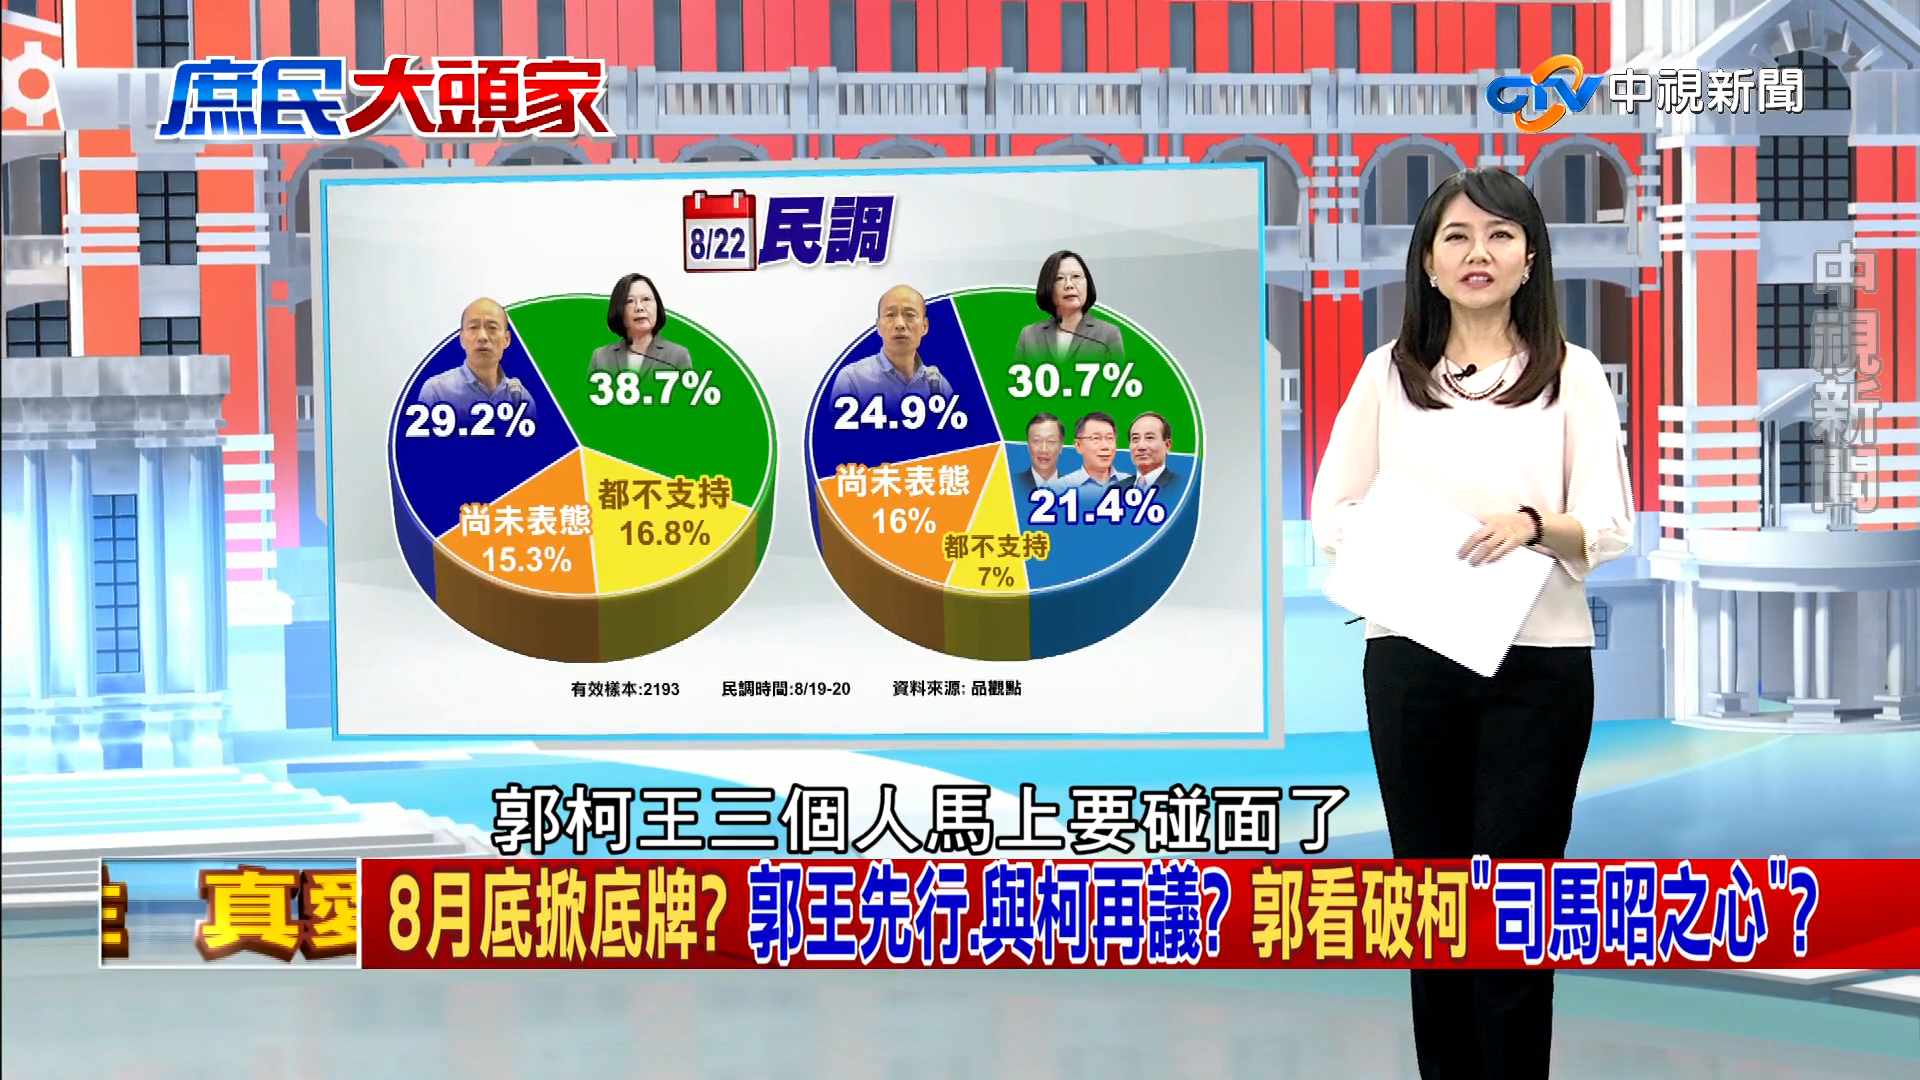 庶民大頭家
CTV中視新聞
8/22 民調
29.2%
38.7%
尚未表態
15.3%
都不支持
16.8%
24.9%
30.7%
尚未表態
16%
都不支持
7%
21.4%
有效樣本:2193 民調時間:8/19-20 資料來源: 品觀點
中視新聞
郭柯王三個人馬上要碰面了
真愛
8月底掀底牌? 郭王先行.與柯再議? 郭看破柯"司馬昭之心"?